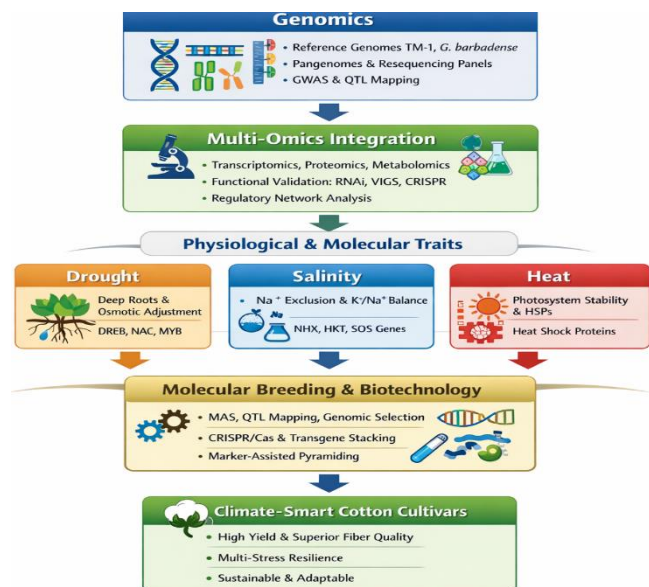 Genomics
• Reference Genomes TM-1, G. barbadense
• Pangenomes & Resequencing Panels
• GWAS & QTL Mapping
Multi-Omics Integration
• Transcriptomics, Proteomics, Metabolomics
• Functional Validation: RNAi, VIGS, CRISPR
• Regulatory Network Analysis
Physiological & Molecular Traits
Drought
Deep Roots &
Osmotic Adjustment
DREB, NAC, MYB
Salinity
• Na⁺ Exclusion & K⁺/Na⁺ Balance
Na
NHX, HKT, SOS Genes
Heat
Photosystem Stability
& HSPs
Heat Shock Proteins
Molecular Breeding & Biotechnology
• MAS, QTL Mapping, Genomic Selection
• CRISPR/Cas & Transgene Stacking
• Marker-Assisted Pyramiding
Climate-Smart Cotton Cultivars
• High Yield & Superior Fiber Quality
• Multi-Stress Resilience
• Sustainable & Adaptable